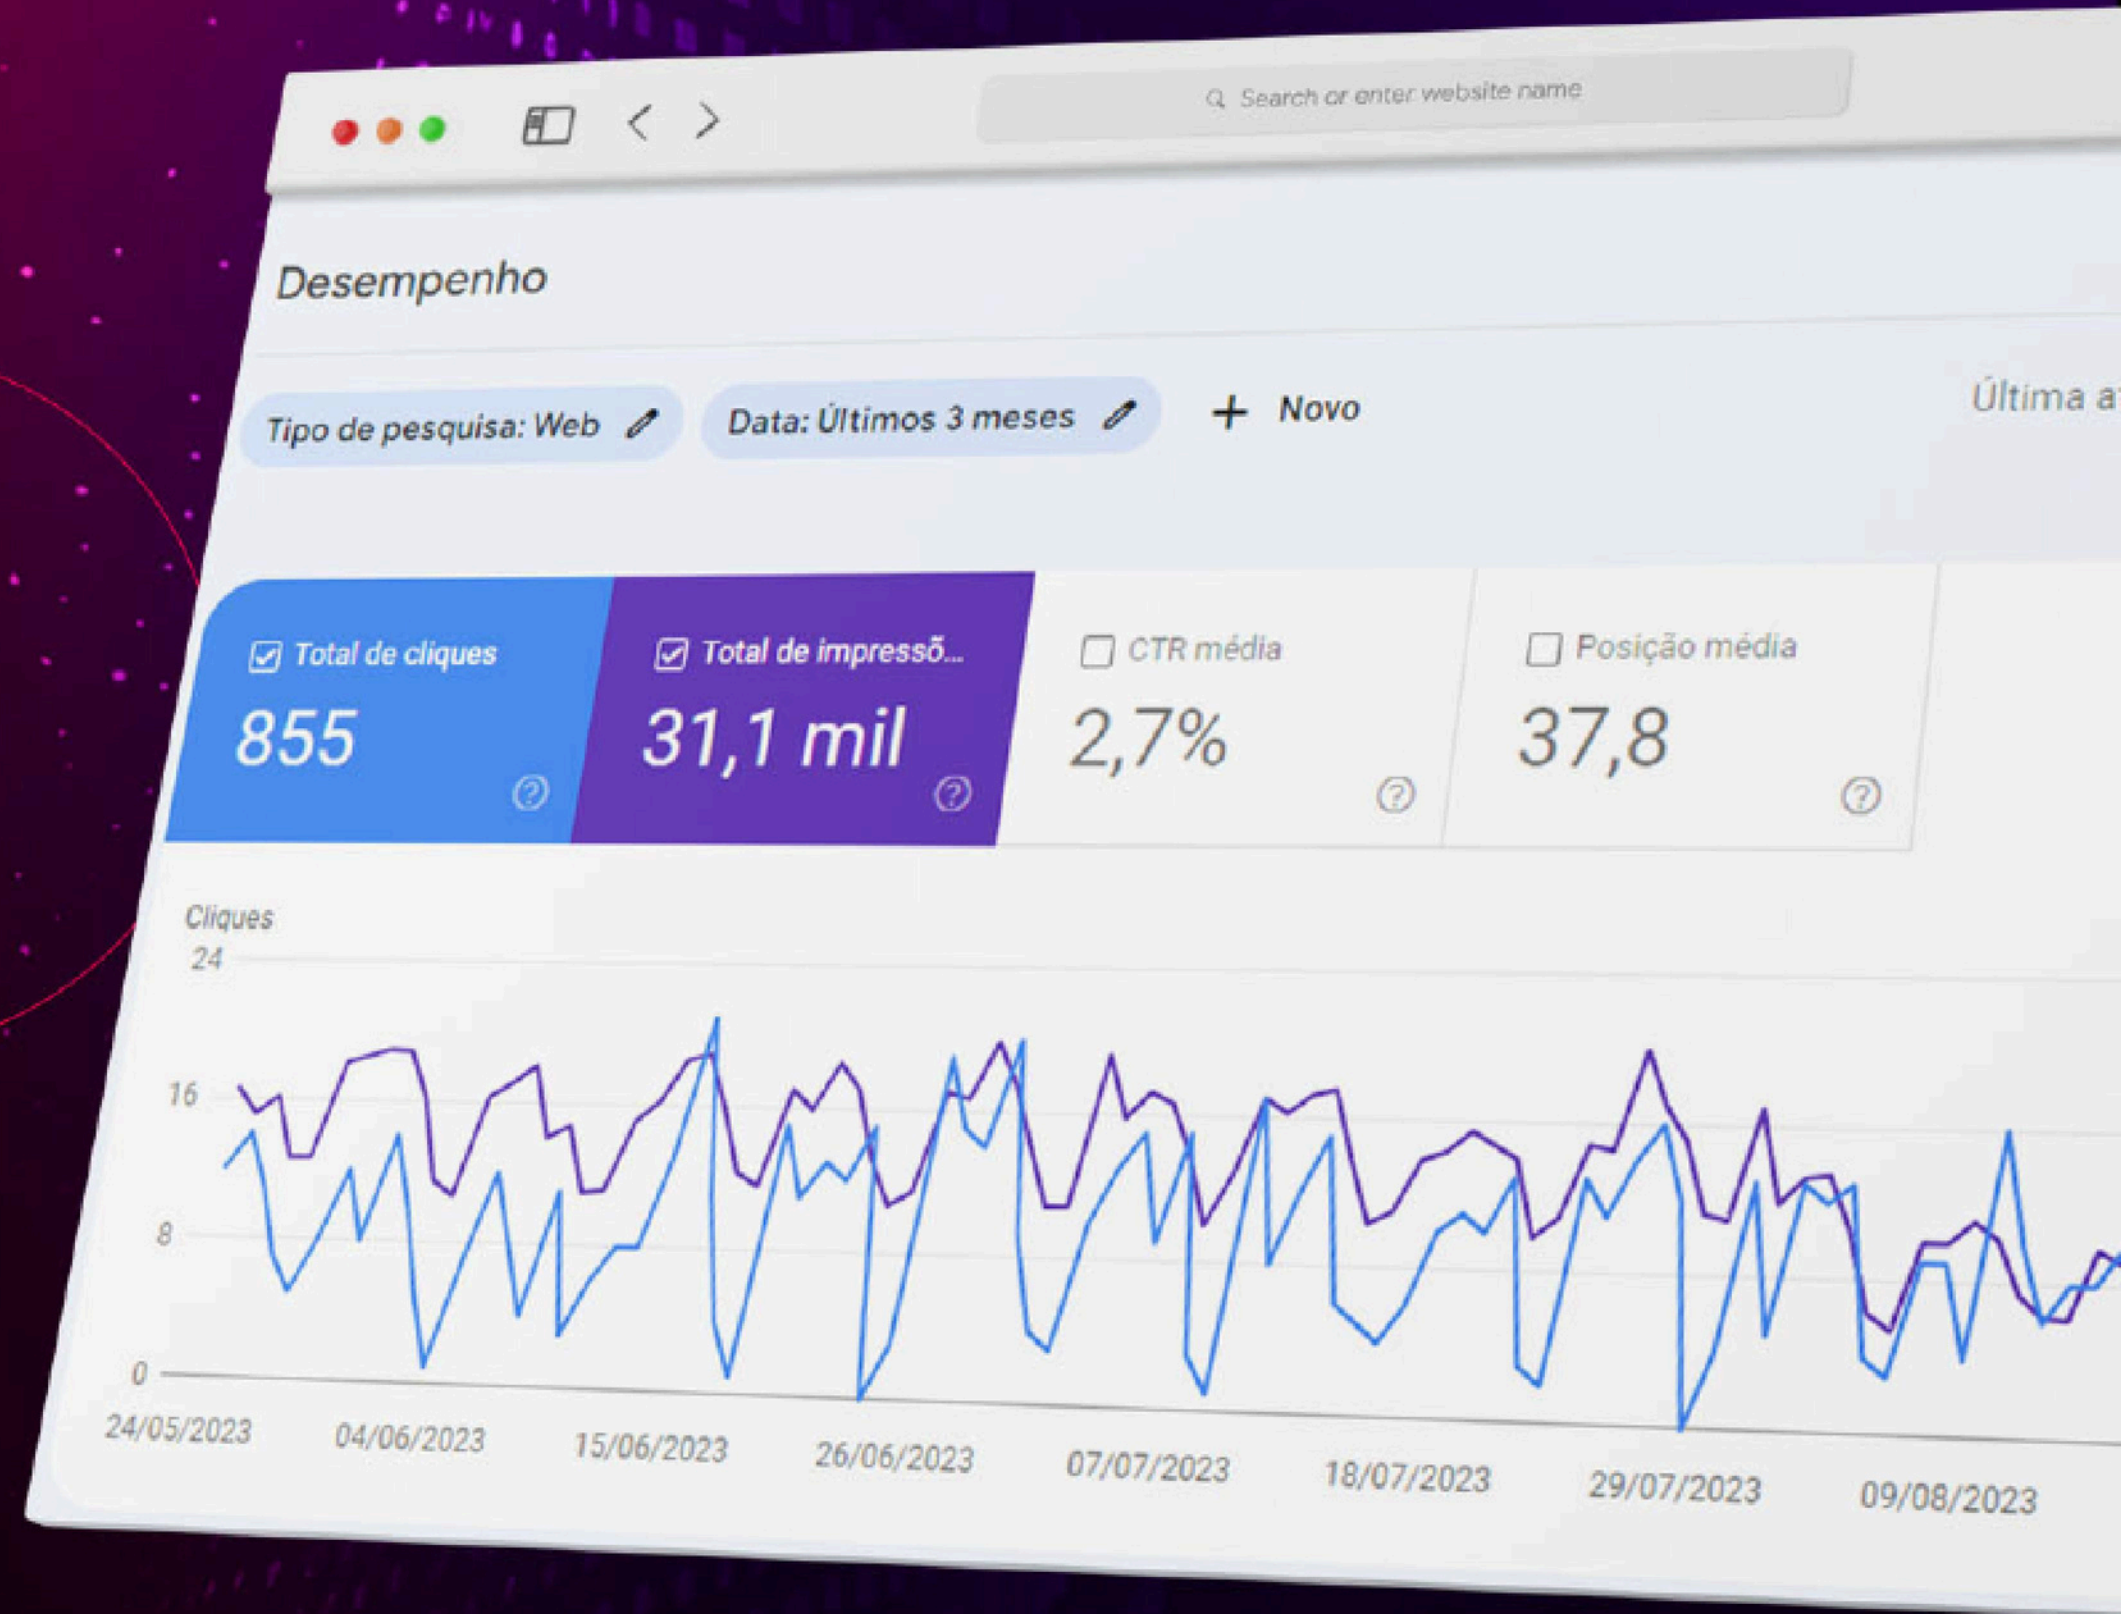 Search or enter website name
Desempenho
Tipo de pesquisa: Web
Data: Últimos 3 meses
+ Novo
Última a
Total de cliques
Total de impressõ...
CTR média
Posição média
855
31,1 mil
2,7%
37,8
Cliques
24
16
8
0
24/05/2023
04/06/2023
15/06/2023
26/06/2023
07/07/2023
18/07/2023
29/07/2023
09/08/2023